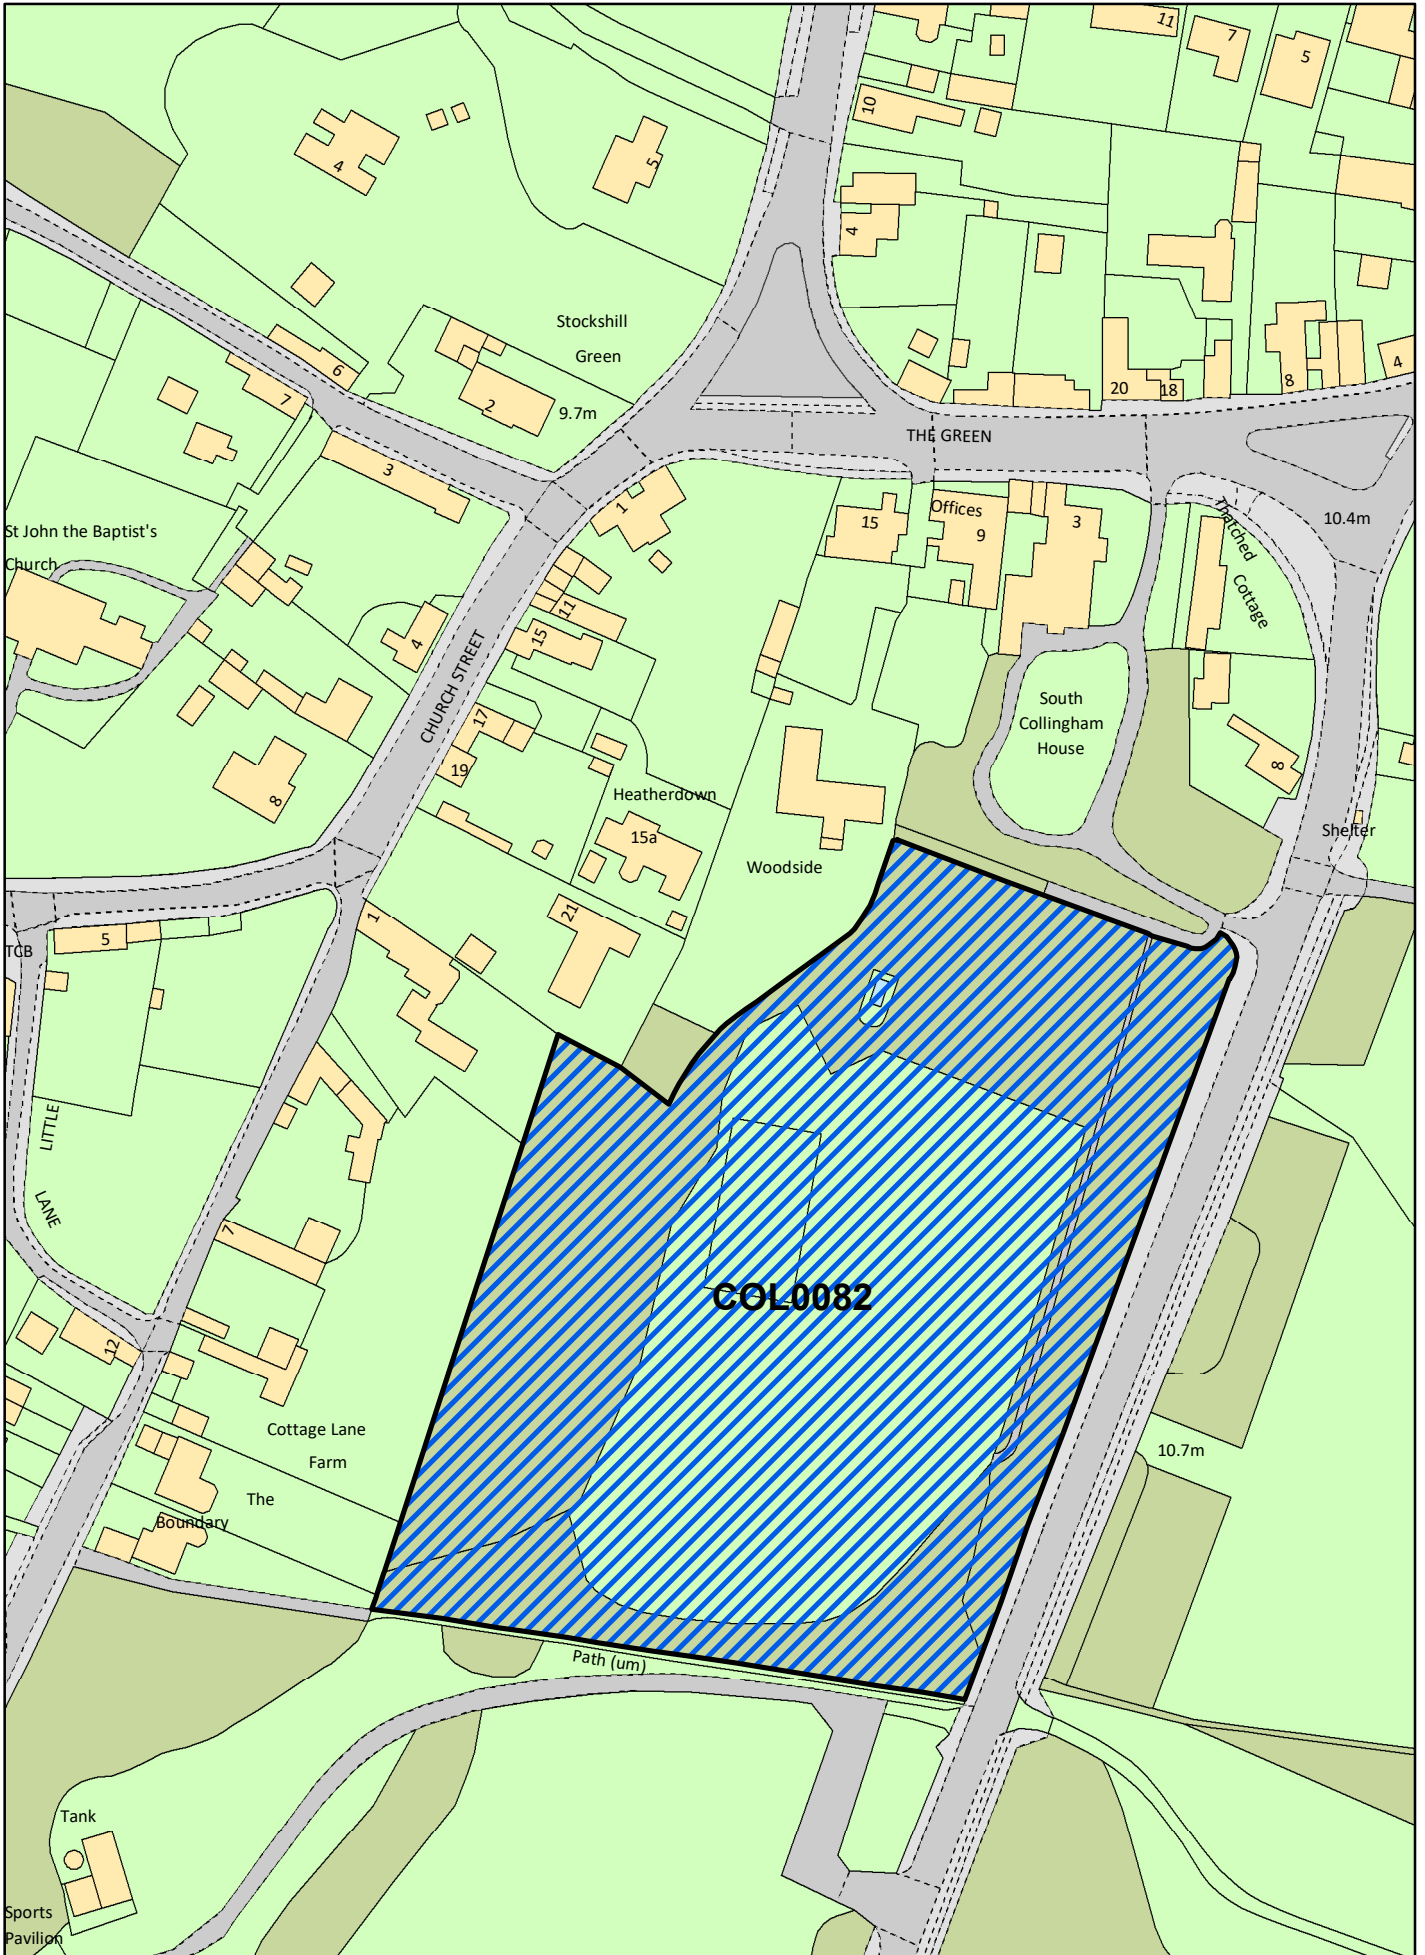 11
7
5
10
4
5
4
Stockshill
Green
6
7
2
9.7m
20
18
8
4
THE GREEN
3
1
15
Offices
9
3
Thatched
Cottage
10.4m
St John the Baptist's
Church
11
15
4
CHURCH STREET
17
19
South
Collingham
House
8
8
Heatherdown
15a
Woodside
Shelter
21
1
5
TCB
LITTLE
LANE
7
COL0082
12
Cottage Lane
Farm
The
Boundary
10.7m
Path (um)
Tank
Sports
Pavilion